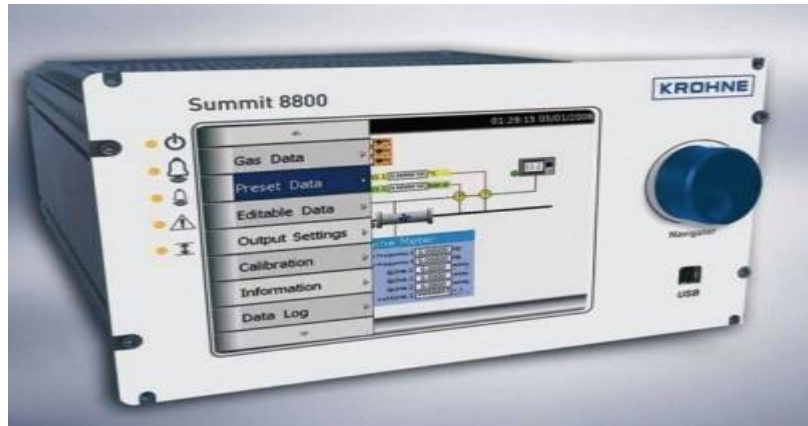 Summit 8800
KROHNE
01:29:15 05/01/2009
Gas Data
Preset Data
Editable Data
Output Settings
Calibration
Information
Data Log
Navigator
USB